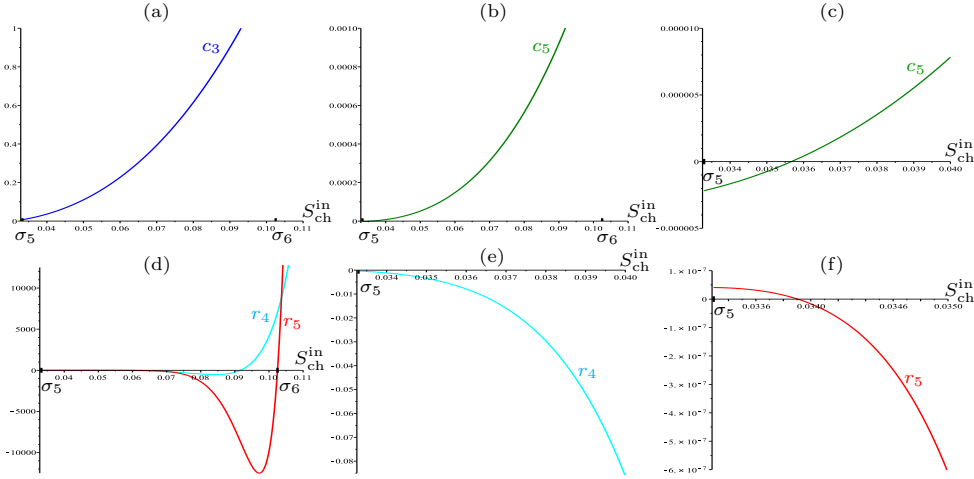 (a)
1
0.8
0.6
0.4
0.2
0
c₃
0.04 0.05 0.06 0.07 0.08 0.09 0.10 0.11
σ₅ σ₆
S_ch^in
(b)
0.0010
0.0008
0.0006
0.0004
0.0002
0
c₅
0.04 0.05 0.06 0.07 0.08 0.09 0.10 0.11
σ₅ σ₆
S_ch^in
(c)
0.000010
0.000005
0
−0.000005
c₅
0.034 0.035 0.036 0.037 0.038 0.039 0.040
σ₅
S_ch^in
(d)
10000
5000
0
−5000
−10000
r₄
r₅
0.04 0.05 0.06 0.07 0.08 0.09 0.10 0.11
σ₅ σ₆
S_ch^in
(e)
0
−0.01
−0.02
−0.03
−0.04
−0.05
−0.06
−0.07
−0.08
r₄
0.034 0.035 0.036 0.037 0.038 0.039 0.040
σ₅
S_ch^in
(f)
1.×10⁻⁷
0
−1.×10⁻⁷
−2.×10⁻⁷
−3.×10⁻⁷
−4.×10⁻⁷
−5.×10⁻⁷
−6.×10⁻⁷
r₅
0.0336 0.0340 0.0346 0.0350
σ₅
S_ch^in